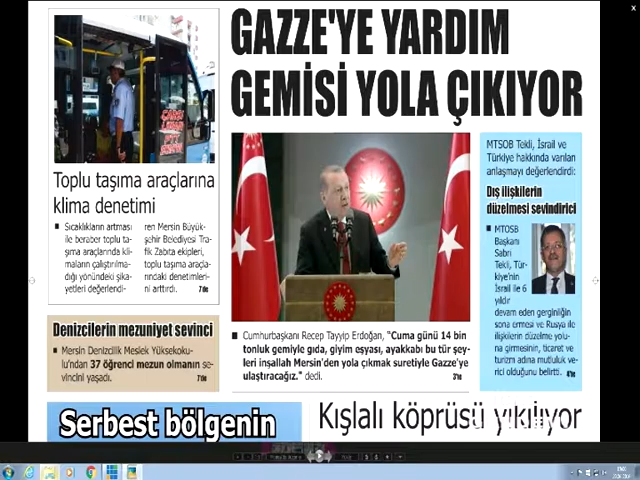 GAZZE'YE YARDIM
GEMİSİ YOLA ÇIKIYOR
Toplu taşıma araçlarına
klima denetimi
Sıcaklıkların artması
ile beraber toplu ta-
şıma araçlarında kli-
maların çalıştırılma-
dığı yönündeki şika-
yetleri değerlendi-
ren Mersin Büyük-
şehir Belediyesi Tra-
fik Zabıta ekipleri,
toplu taşıma araçla-
rındaki denetimleri-
ni arttırdı.
Denizcilerin mezuniyet sevinci
Mersin Denizcilik Meslek Yüksekoku-
lu'ndan 37 öğrenci mezun olmanın se-
vincini yaşadı.
Cumhurbaşkanı Recep Tayyip Erdoğan, "Cuma günü 14 bin
tonluk gemiyle gıda, giyim eşyası, ayakkabı bu tür şey-
leri inşallah Mersin'den yola çıkmak suretiyle Gazze'ye
ulaştıracağız." dedi.
MTSOB Tekli, İsrail ve
Türkiye hakkında varılan
anlaşmayı değerlendirdi:
Dış ilişkilerin
düzelmesi sevindirici
MTSOB
Başkanı
Sabri
Tekli, Tür-
kiye'nin
İsrail ile 6
yıldır
devam eden gerginliğin
sona ermesi ve Rusya ile
ilişkilerin düzelme yolu-
na girmesinin, ticaret ve
turizm adına mutluluk ve-
rici olduğunu belirtti.
Serbest bölgenin
Kışlalı köprüsü yıkılıyor